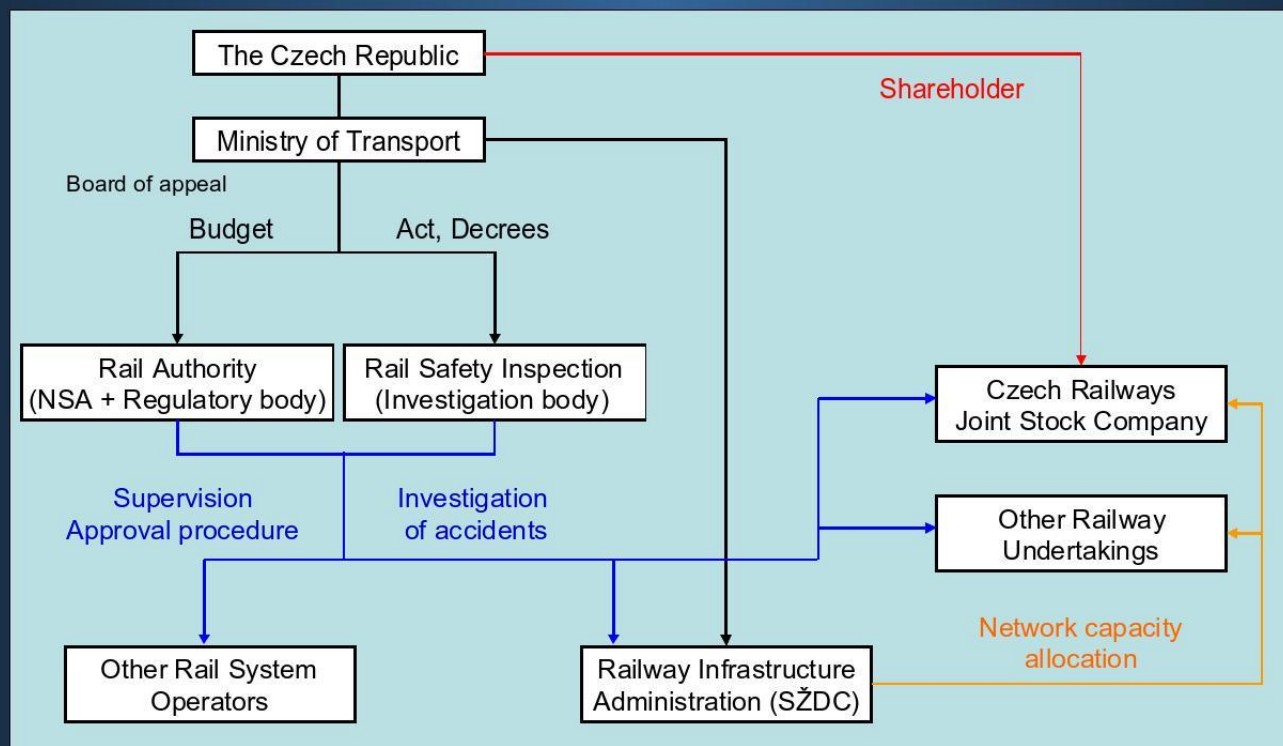 The Czech Republic
Shareholder
Ministry of Transport
Board of appeal
Budget
Act, Decrees
Rail Authority
(NSA + Regulatory body)
Rail Safety Inspection
(Investigation body)
Czech Railways
Joint Stock Company
Supervision
Approval procedure
Investigation
of accidents
Other Railway
Undertakings
Network capacity
allocation
Other Rail System
Operators
Railway Infrastructure
Administration (SŽDC)